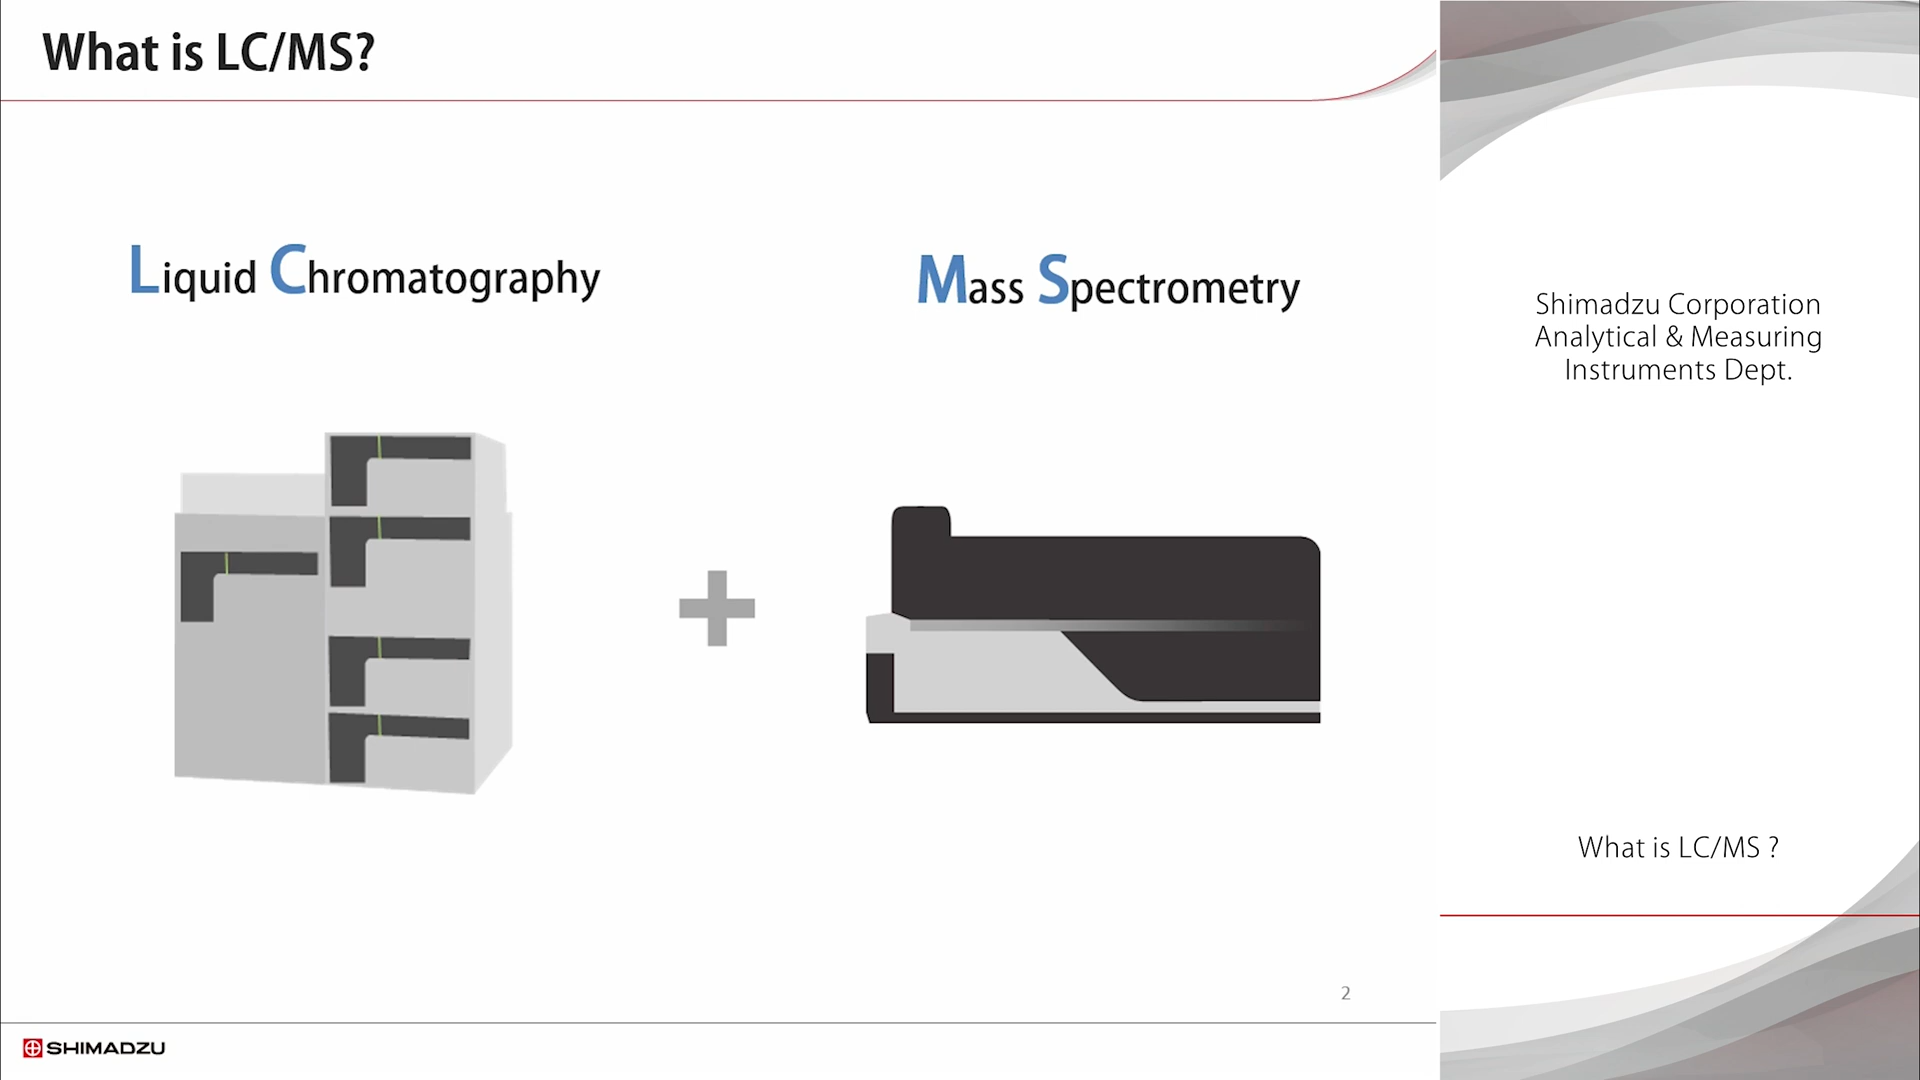 What is LC/MS?
Liquid Chromatography
Mass Spectrometry
2
SHIMADZU
Shimadzu Corporation
Analytical & Measuring
Instruments Dept.
What is LC/MS ?